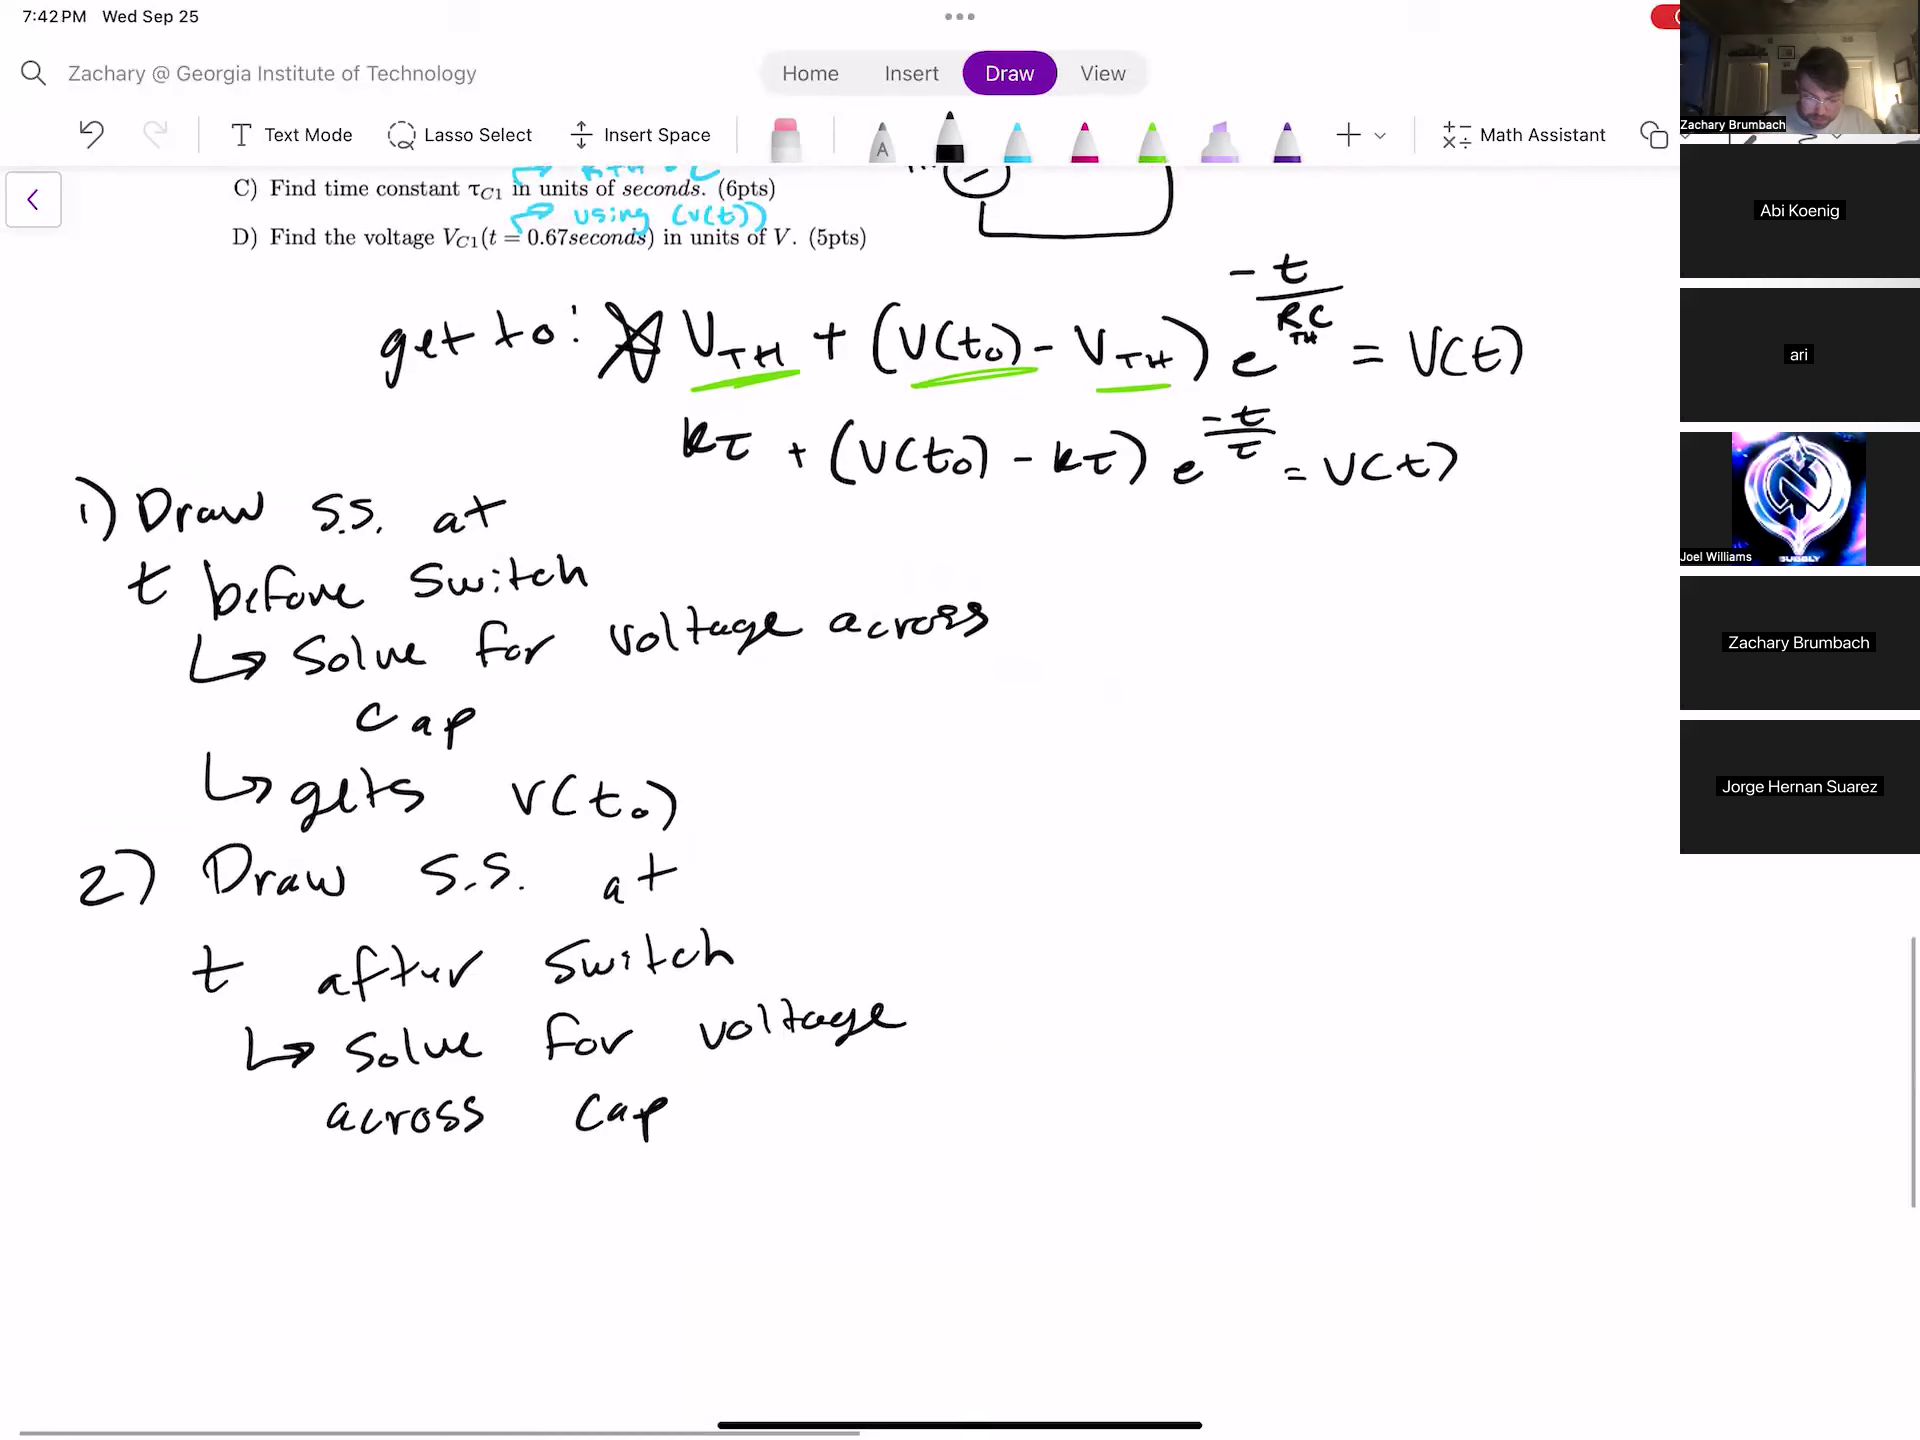 7:42 PM Wed Sep 25
Zachary @ Georgia Institute of Technology
Home Insert Draw View
Text Mode Lasso Select Insert Space Math Assistant
C) Find time constant τC1 in units of seconds. (6pts)
using (v(t))
D) Find the voltage VC1(t = 0.67seconds) in units of V. (5pts)
get to: VTH + (V(t0) - VTH) e^(-t/(RTH C)) = V(t)
kτ + (V(t0) - kτ) e^(-t/τ) = V(t)
1) Draw S.S. at
t before switch
↳ Solve for voltage across
cap
↳ gets v(t0)
2) Draw S.S. at
t after switch
↳ Solve for voltage
across cap
Zachary Brumbach
Abi Koenig
ari
Joel Williams
Zachary Brumbach
Jorge Hernan Suarez